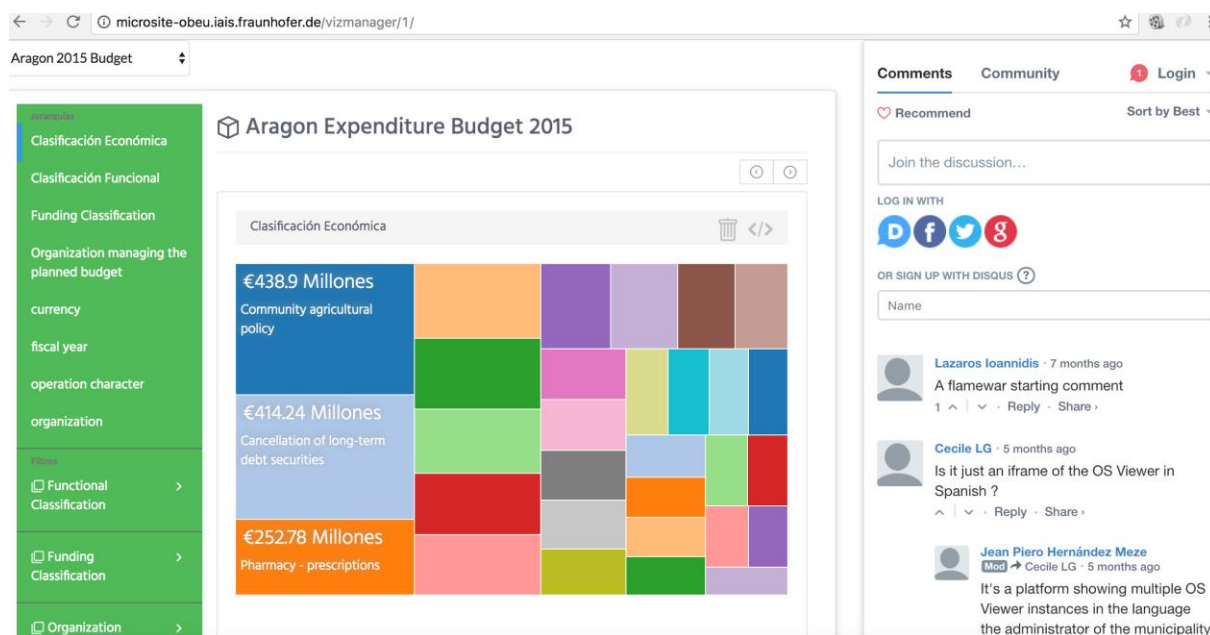 microsite-obeu.iais.fraunhofer.de/vizmanager/1/
Aragon 2015 Budget
Jerarquías
Clasificación Económica
Clasificación Funcional
Funding Classification
Organization managing the
planned budget
currency
fiscal year
operation character
organization
Filtros
Functional
Classification
Funding
Classification
Organization
Aragon Expenditure Budget 2015
Clasificación Económica
</>
€438.9 Millones
Community agricultural
policy
€414.24 Millones
Cancellation of long-term
debt securities
€252.78 Millones
Pharmacy - prescriptions
Comments Community 1 Login
Recommend Sort by Best
Join the discussion...
LOG IN WITH
D f g
OR SIGN UP WITH DISQUS ?
Name
Lazaros Ioannidis · 7 months ago
A flamewar starting comment
1 · Reply · Share ›
Cecile LG · 5 months ago
Is it just an iframe of the OS Viewer in
Spanish ?
· Reply · Share ›
Jean Piero Hernández Meze
Mod Cecile LG · 5 months ago
It's a platform showing multiple OS
Viewer instances in the language
the administrator of the municipality